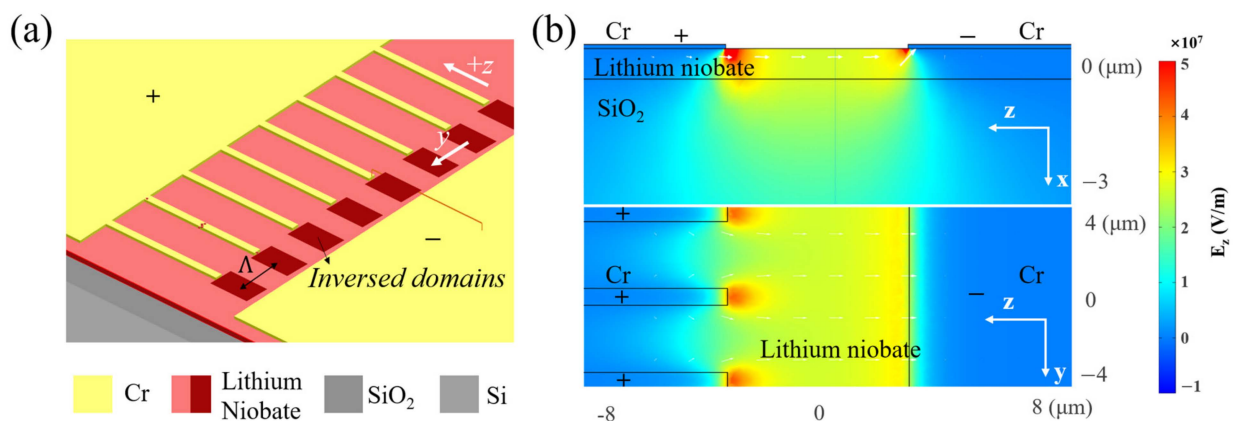 (a)
+
+z
y
−
Λ
Inversed domains
Cr
Lithium
Niobate
SiO₂
Si
(b)
Cr + − Cr
Lithium niobate
SiO₂
z
x
0 (μm)
−3
+
Cr
+
+
Lithium niobate
− Cr
z
y
4 (μm)
0
−4
-8 0 8 (μm)
×10⁷
5
4
3
2
1
0
−1
E_z (V/m)